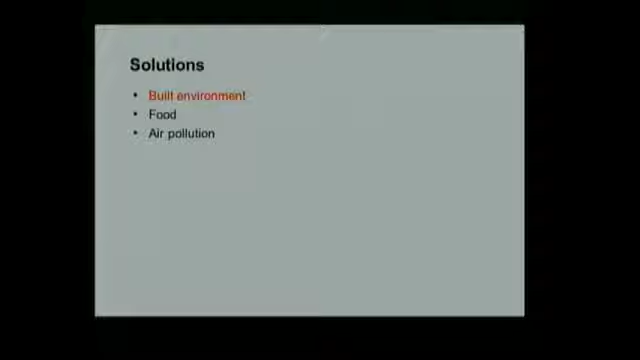 Solutions
• Built environment
• Food
• Air pollution